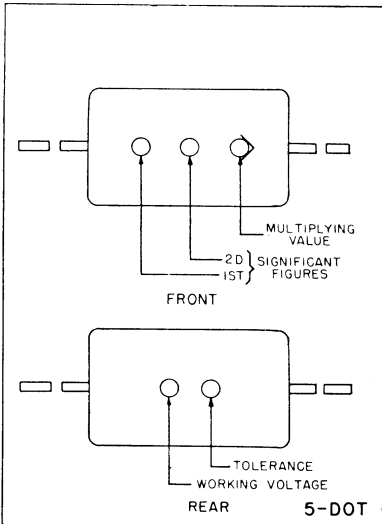 MULTIPLYING
VALUE
2D
1ST
SIGNIFICANT
FIGURES
FRONT
TOLERANCE
WORKING VOLTAGE
REAR
5-DOT